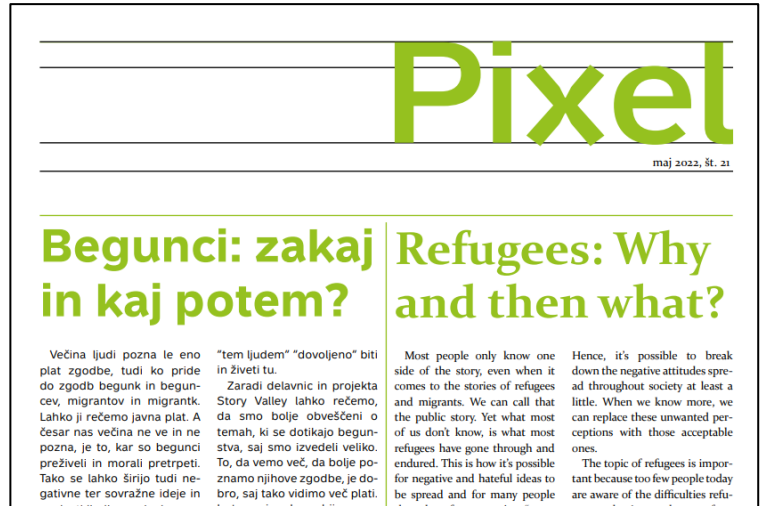 Pixel
maj 2022, št. 21
Begunci: zakaj
in kaj potem?
Večina ljudi pozna le eno
plat zgodbe, tudi ko pride
do zgodb begunk in begun-
cev, migrantov in migrantk.
Lahko ji rečemo javna plat. A
česar nas večina ne ve in ne
pozna, je to, kar so begunci
preživeli in morali pretrpeti.
Tako se lahko širijo tudi ne-
gativne ter sovražne ideje in
"tem ljudem" "dovoljeno" biti
in živeti tu.
Zaradi delavnic in projekta
Story Valley lahko rečemo,
da smo bolje obveščeni o
temah, ki se dotikajo begun-
stva, saj smo izvedeli veliko.
To, da vemo več, da bolje po-
znamo njihove zgodbe, je do-
bro, saj tako vidimo več plati.
Refugees: Why
and then what?
Most people only know one
side of the story, even when it
comes to the stories of refugees
and migrants. We can call that
the public story. Yet what most
of us don't know, is what most
refugees have gone through and
endured. This is how it's possible
for negative and hateful ideas to
be spread and for many people
Hence, it's possible to break
down the negative attitudes spre-
ad throughout society at least a
little. When we know more, we
can replace these unwanted per-
ceptions with those acceptable
ones.
The topic of refugees is impor-
tant because too few people today
are aware of the difficulties refu-